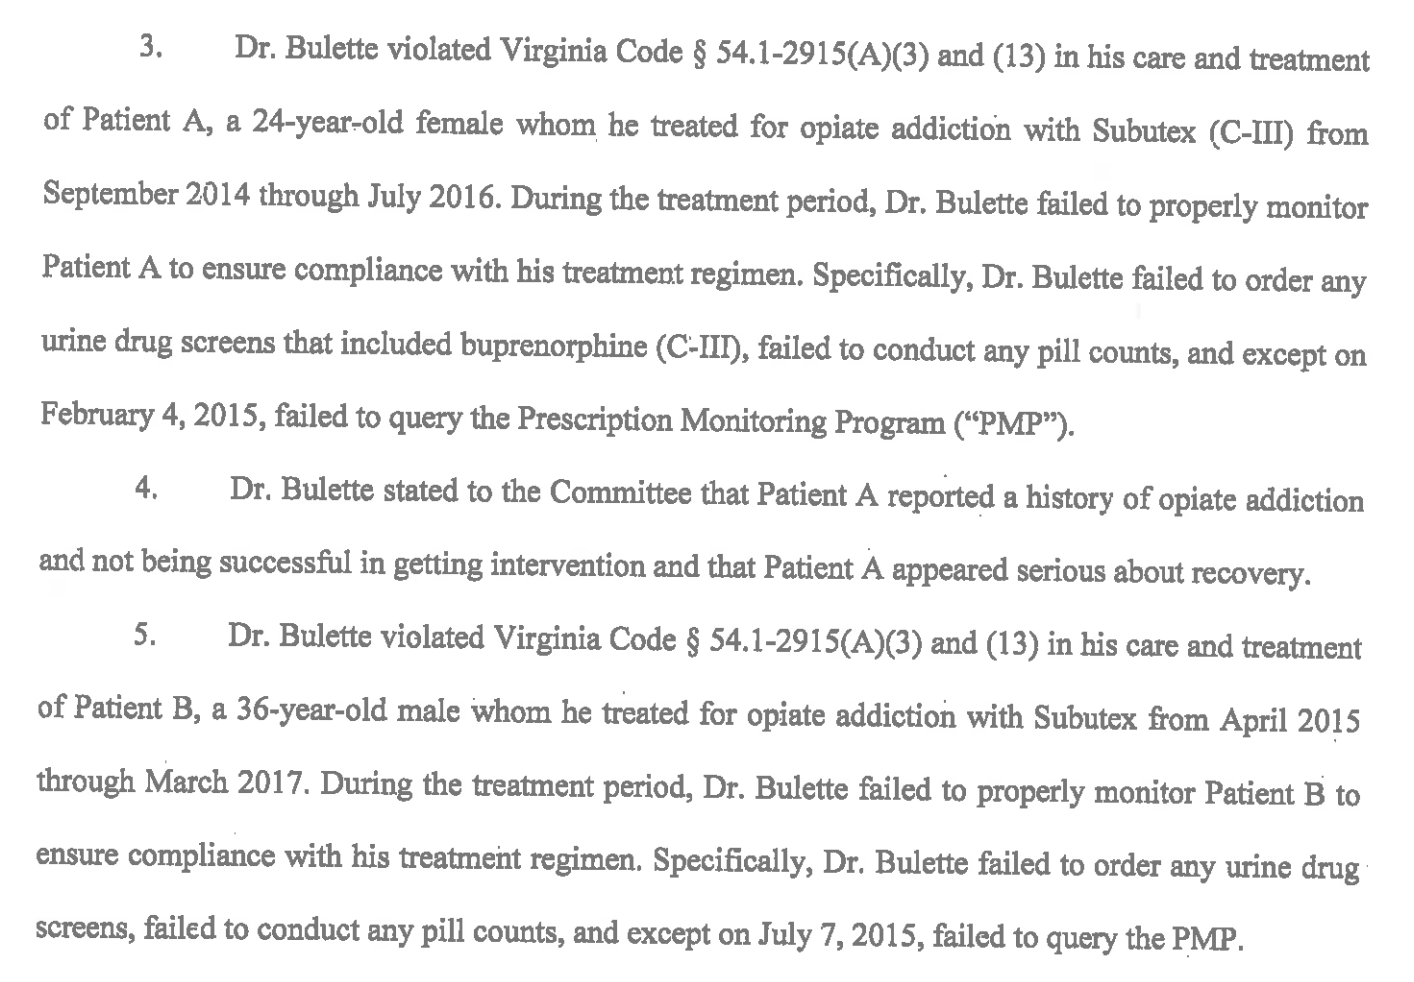 3. Dr. Bulette violated Virginia Code § 54.1-2915(A)(3) and (13) in his care and treatment
of Patient A, a 24-year-old female whom he treated for opiate addiction with Subutex (C-III) from
September 2014 through July 2016. During the treatment period, Dr. Bulette failed to properly monitor
Patient A to ensure compliance with his treatment regimen. Specifically, Dr. Bulette failed to order any
urine drug screens that included buprenorphine (C-III), failed to conduct any pill counts, and except on
February 4, 2015, failed to query the Prescription Monitoring Program (“PMP”).
4. Dr. Bulette stated to the Committee that Patient A reported a history of opiate addiction
and not being successful in getting intervention and that Patient A appeared serious about recovery.
5. Dr. Bulette violated Virginia Code § 54.1-2915(A)(3) and (13) in his care and treatment
of Patient B, a 36-year-old male whom he treated for opiate addiction with Subutex from April 2015
through March 2017. During the treatment period, Dr. Bulette failed to properly monitor Patient B to
ensure compliance with his treatment regimen. Specifically, Dr. Bulette failed to order any urine drug
screens, failed to conduct any pill counts, and except on July 7, 2015, failed to query the PMP.